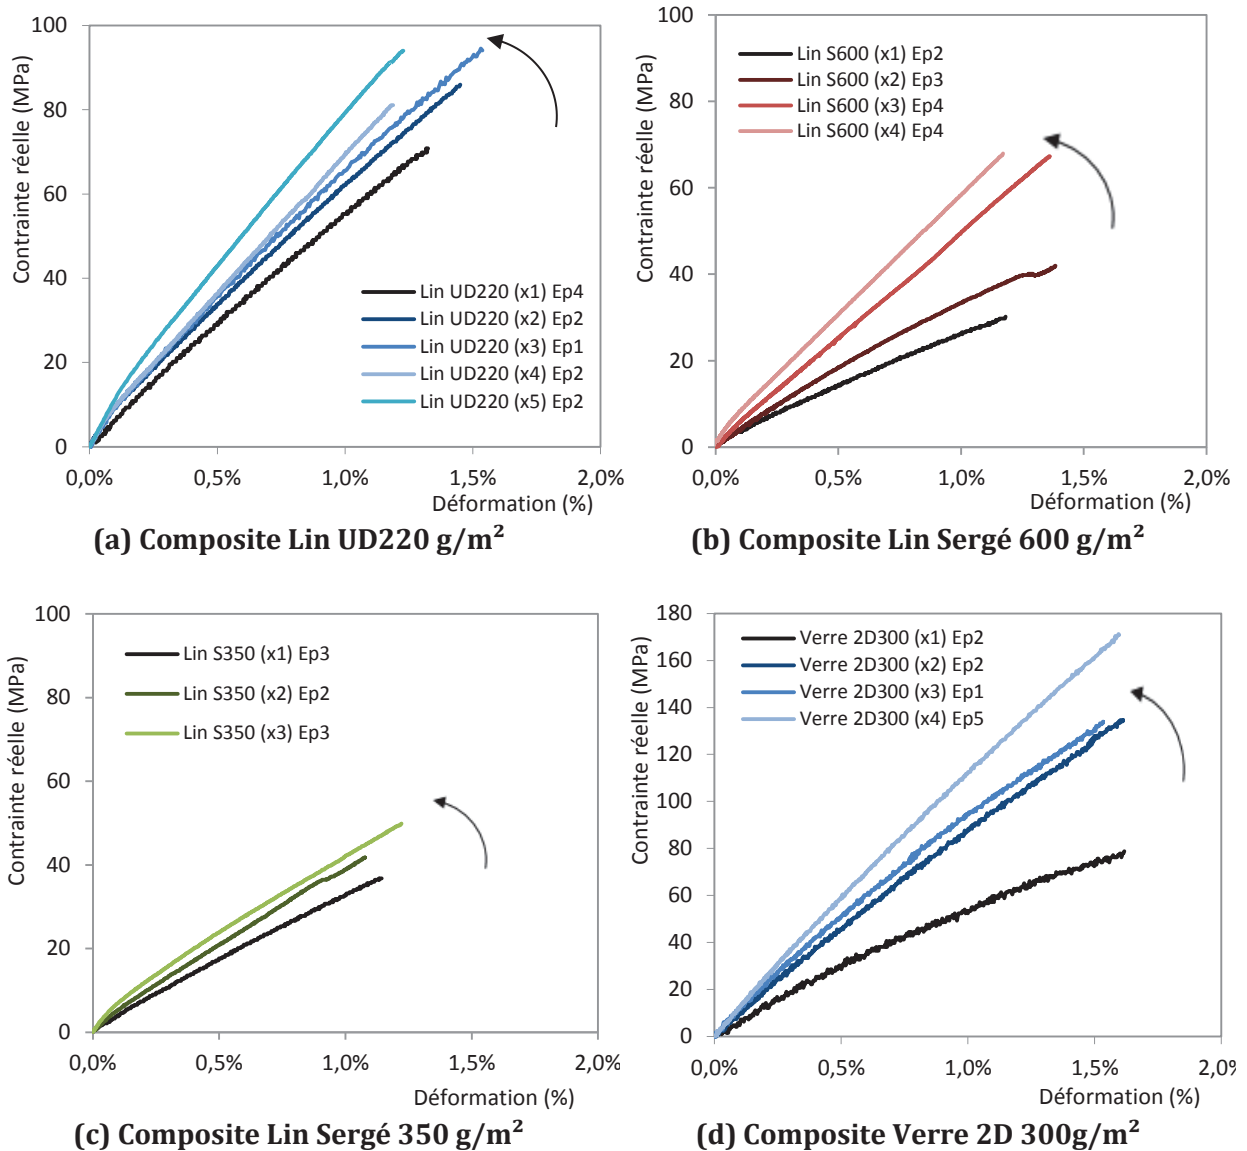 Contrainte réelle (MPa)
100
80
60
40
20
0
Lin UD220 (x1) Ep4
Lin UD220 (x2) Ep2
Lin UD220 (x3) Ep1
Lin UD220 (x4) Ep2
Lin UD220 (x5) Ep2
0,0% 0,5% 1,0% 1,5% 2,0%
Déformation (%)
(a) Composite Lin UD220 g/m²
Contrainte réelle (MPa)
100
80
60
40
20
0
Lin S600 (x1) Ep2
Lin S600 (x2) Ep3
Lin S600 (x3) Ep4
Lin S600 (x4) Ep4
0,0% 0,5% 1,0% 1,5% 2,0%
Déformation (%)
(b) Composite Lin Sergé 600 g/m²
Contrainte réelle (MPa)
100
80
60
40
20
0
Lin S350 (x1) Ep3
Lin S350 (x2) Ep2
Lin S350 (x3) Ep3
0,0% 0,5% 1,0% 1,5% 2,0%
Déformation (%)
(c) Composite Lin Sergé 350 g/m²
Contrainte réelle (MPa)
180
160
140
120
100
80
60
40
20
0
Verre 2D300 (x1) Ep2
Verre 2D300 (x2) Ep2
Verre 2D300 (x3) Ep1
Verre 2D300 (x4) Ep5
0,0% 0,5% 1,0% 1,5% 2,0%
Déformation (%)
(d) Composite Verre 2D 300g/m²